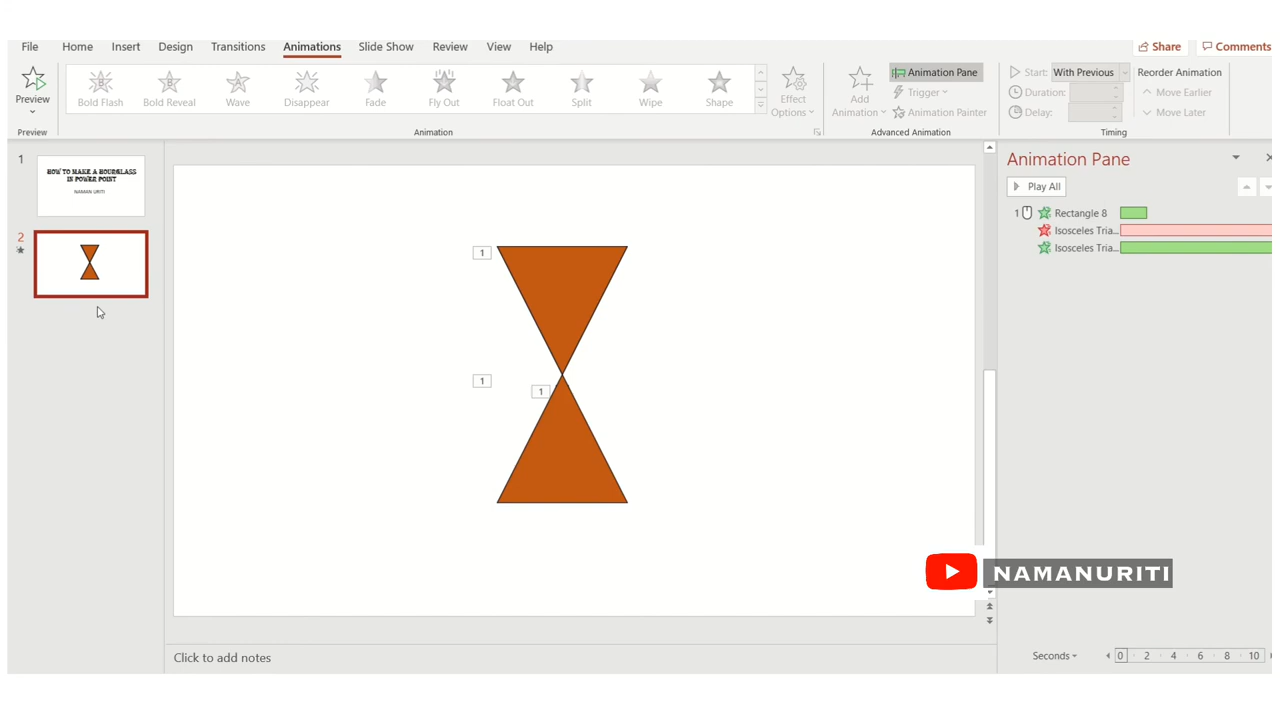 File Home Insert Design Transitions Animations Slide Show Review View Help Share Comments
Preview Bold Flash Bold Reveal Wave Disappear Fade Fly Out Float Out Split Wipe Shape Effect Options Add Animation Animation Pane Trigger Animation Painter Start: With Previous Duration: Delay: Reorder Animation Move Earlier Move Later
Preview Animation Advanced Animation Timing
1
HOW TO MAKE A HOURGLASS
IN POWER POINT
NAMAN URITI
2
1
1
1
Animation Pane
Play All
1 Rectangle 8
Isosceles Tria...
Isosceles Tria...
NAMANURITI
Click to add notes
Seconds 0 2 4 6 8 10